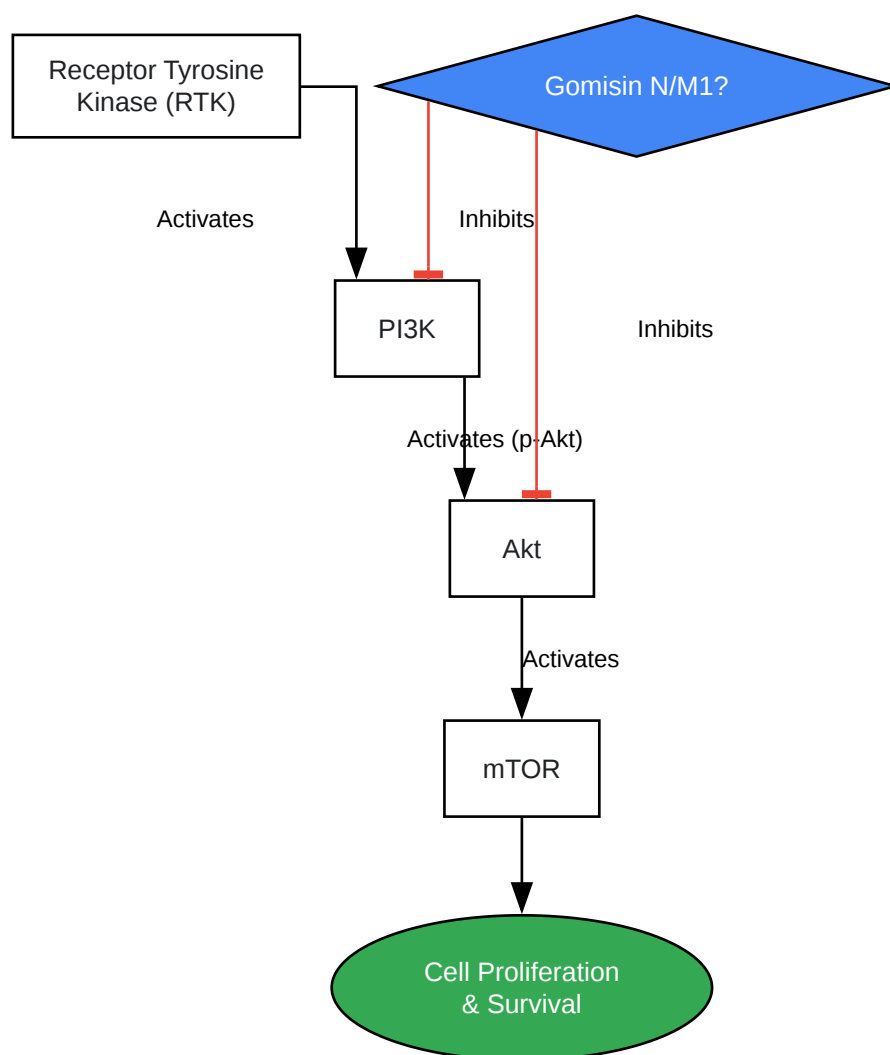 Receptor Tyrosine
Kinase (RTK)
Gomisin N/M1?
Activates
Inhibits
PI3K
Inhibits
Activates (p-Akt)
Akt
Activates
mTOR
Cell Proliferation
& Survival